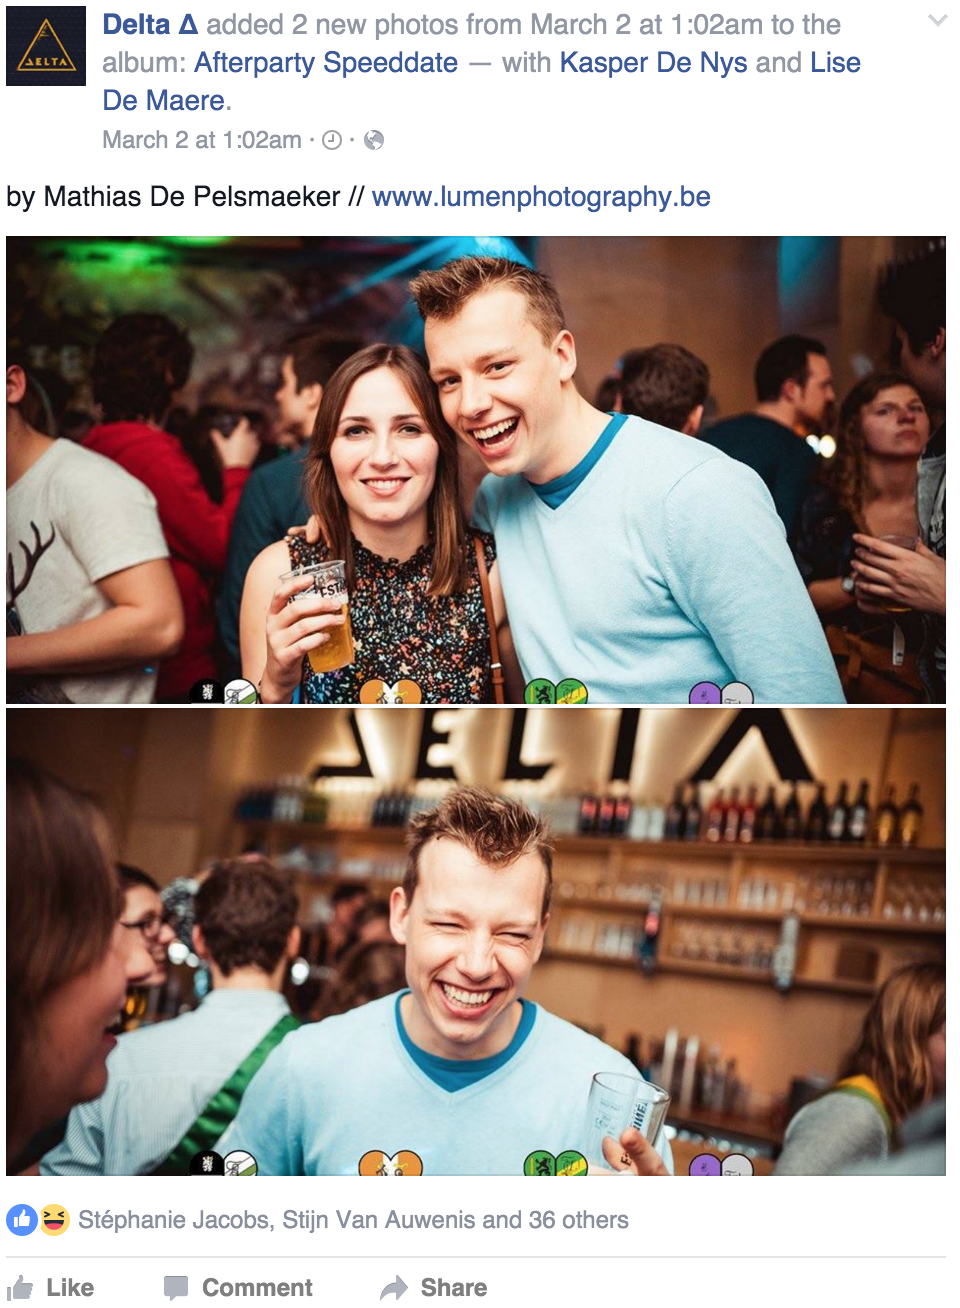 Delta Δ added 2 new photos from March 2 at 1:02am to the
album: Afterparty Speeddate — with Kasper De Nys and Lise
De Maere.
March 2 at 1:02am · ·
ΔELTA
by Mathias De Pelsmaeker // www.lumenphotography.be
DELTA
Stéphanie Jacobs, Stijn Van Auwenis and 36 others
Like Comment Share